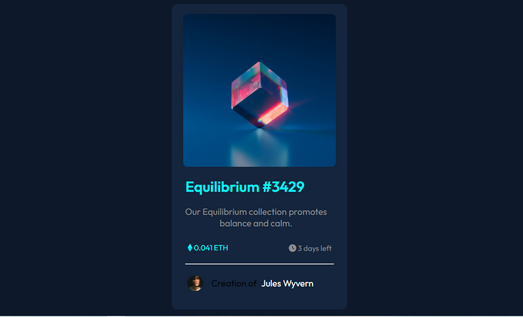 Equilibrium #3429
Our Equilibrium collection promotes
balance and calm.
0.041 ETH
3 days left
Creation of Jules Wyvern